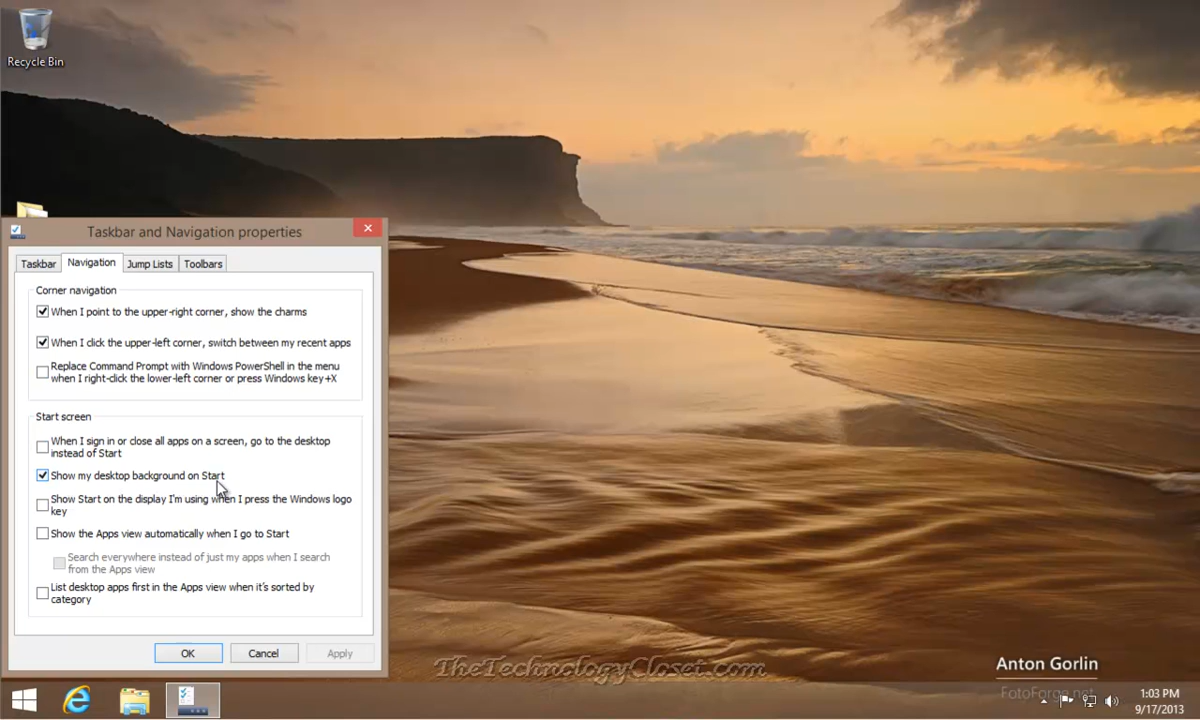 Recycle Bin
Taskbar and Navigation properties
Taskbar
Navigation
Jump Lists
Toolbars
Corner navigation
When I point to the upper-right corner, show the charms
When I click the upper-left corner, switch between my recent apps
Replace Command Prompt with Windows PowerShell in the menu
when I right-click the lower-left corner or press Windows key+X
Start screen
When I sign in or close all apps on a screen, go to the desktop
instead of Start
Show my desktop background on Start
Show Start on the display I'm using when I press the Windows logo
key
Show the Apps view automatically when I go to Start
Search everywhere instead of just my apps when I search
from the Apps view
List desktop apps first in the Apps view when it's sorted by
category
OK
Cancel
Apply
TheTechnologyCloset.com
Anton Gorlin
FotoForge.net
1:03 PM
9/17/2013